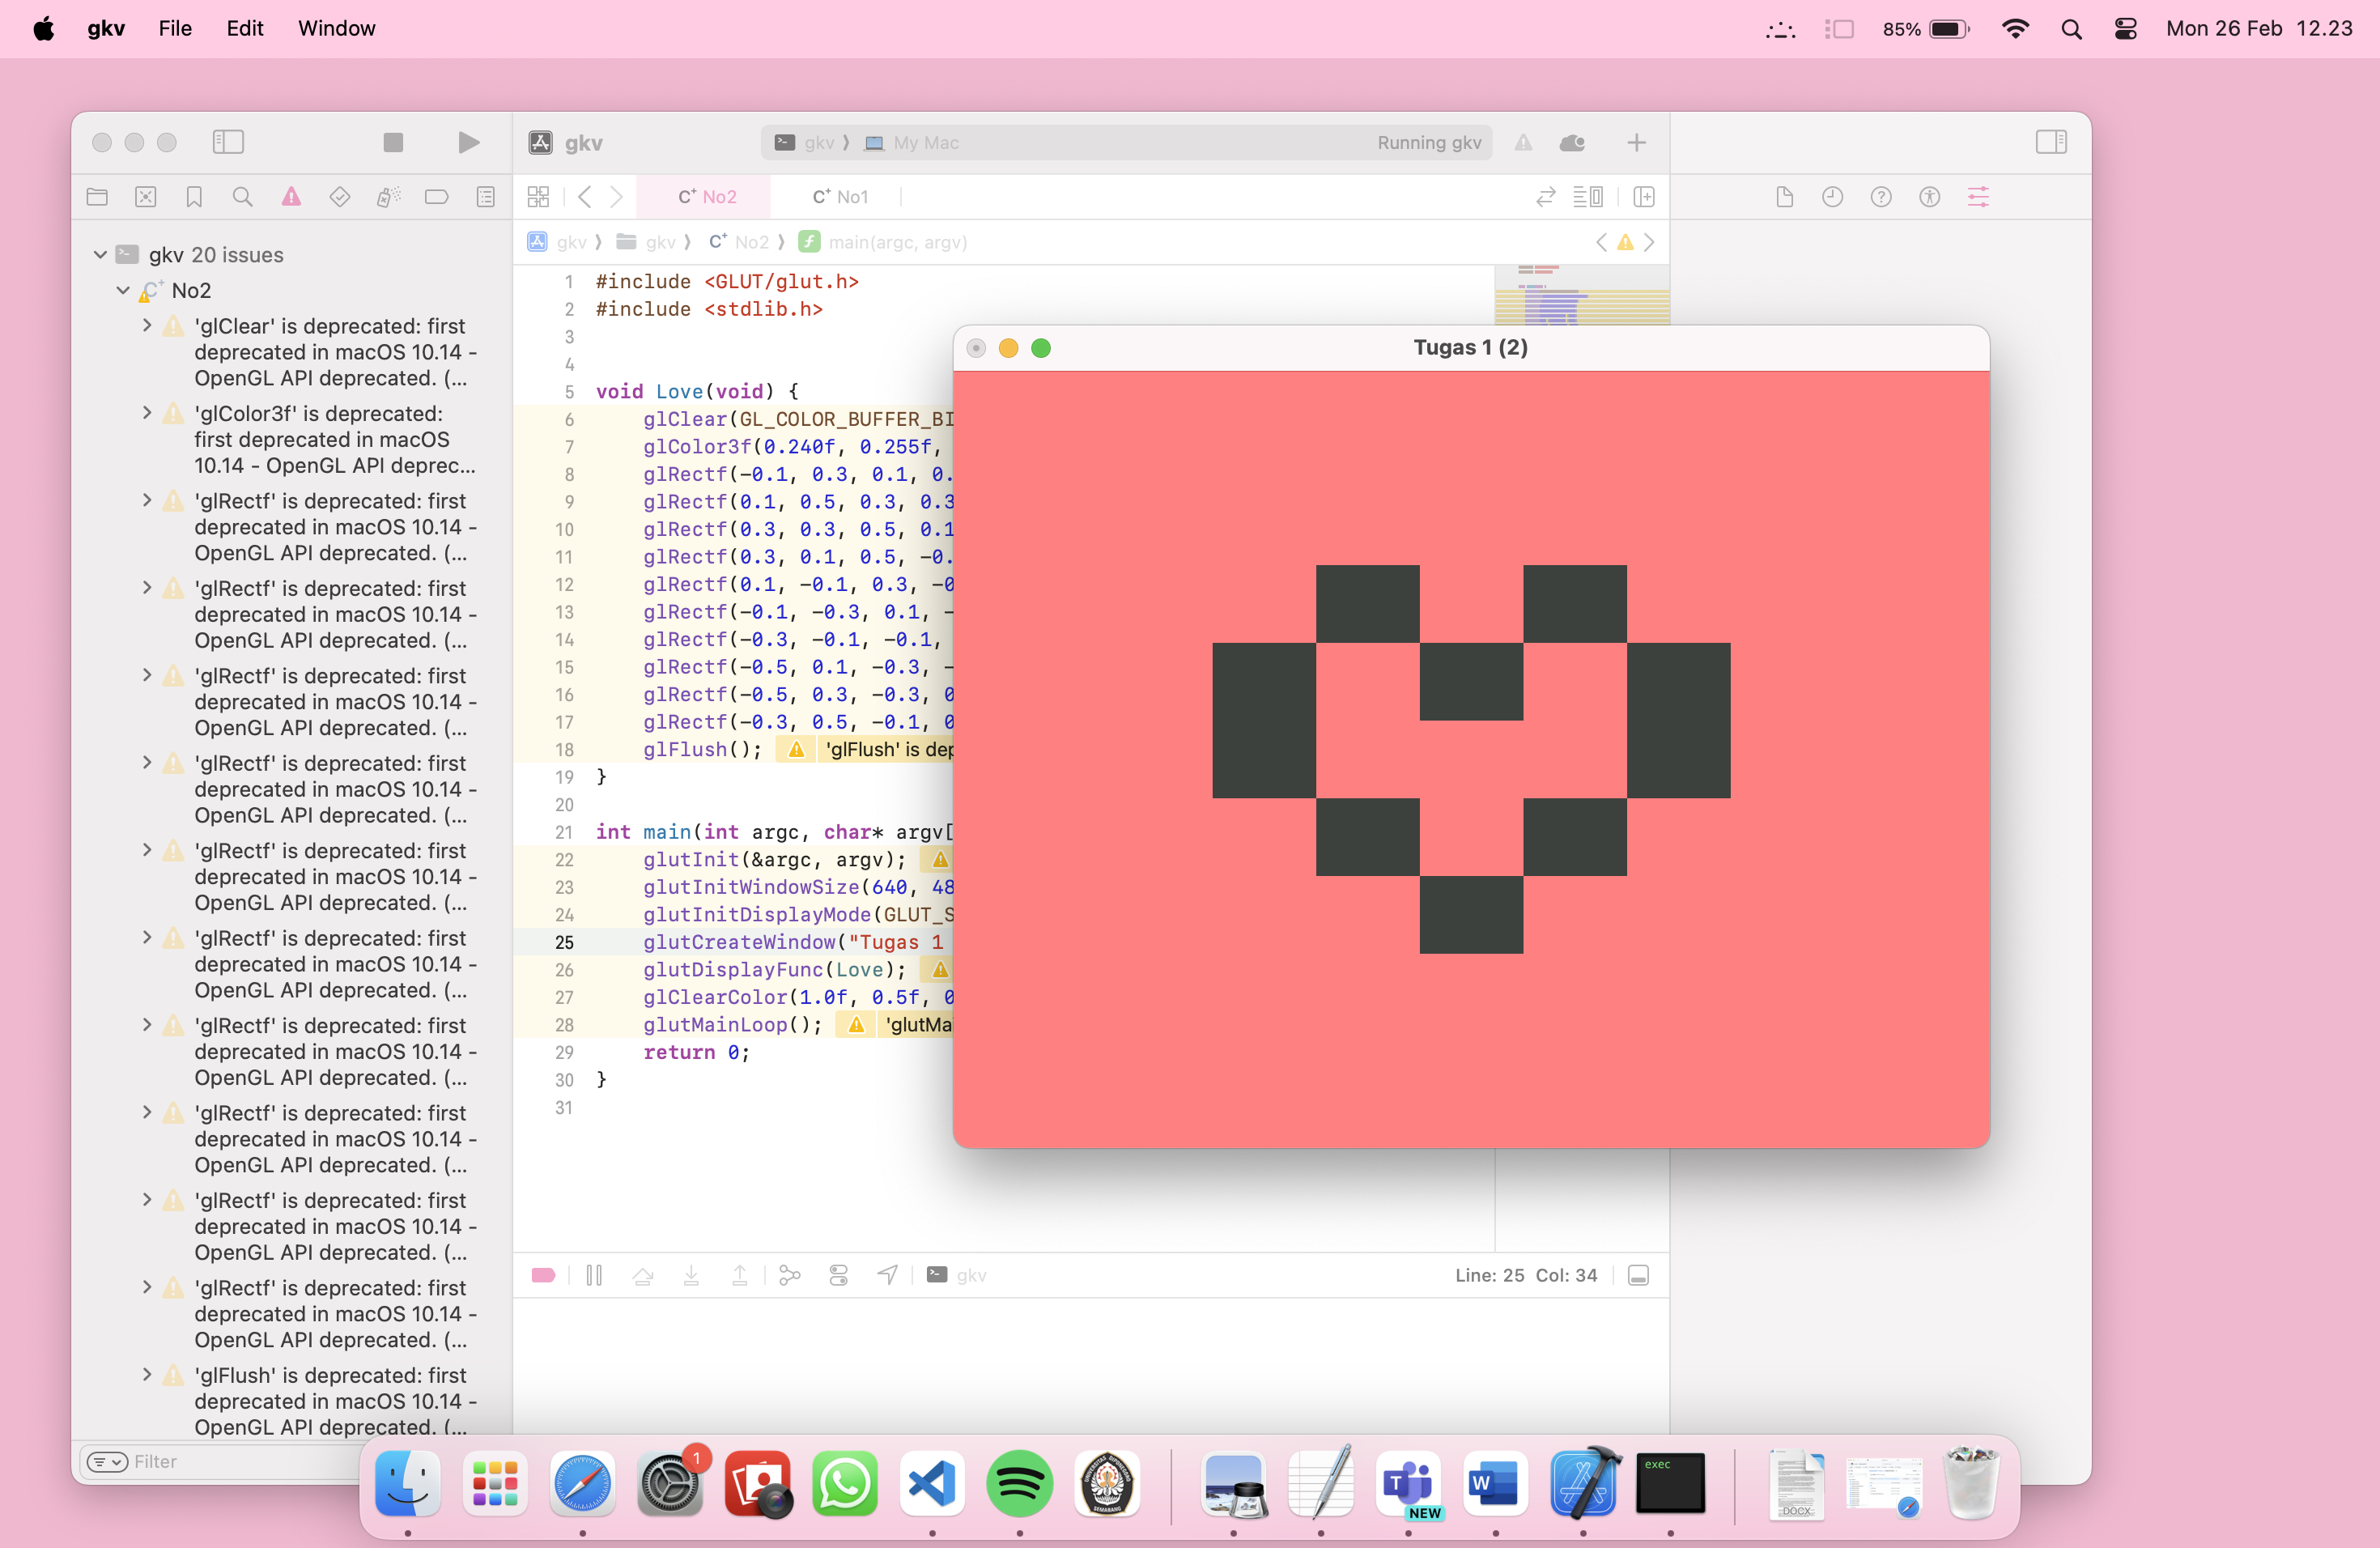 gkv File Edit Window 85% Mon 26 Feb 12.23
gkv
gkv My Mac Running gkv
C+ No2 C+ No1
gkv gkv C+ No2 f main(argc, argv)
gkv 20 issues
No2
'glClear' is deprecated: first
deprecated in macOS 10.14 -
OpenGL API deprecated. (...
'glColor3f' is deprecated:
first deprecated in macOS
10.14 - OpenGL API deprec...
'glRectf' is deprecated: first
deprecated in macOS 10.14 -
OpenGL API deprecated. (...
'glRectf' is deprecated: first
deprecated in macOS 10.14 -
OpenGL API deprecated. (...
'glRectf' is deprecated: first
deprecated in macOS 10.14 -
OpenGL API deprecated. (...
'glRectf' is deprecated: first
deprecated in macOS 10.14 -
OpenGL API deprecated. (...
'glRectf' is deprecated: first
deprecated in macOS 10.14 -
OpenGL API deprecated. (...
'glRectf' is deprecated: first
deprecated in macOS 10.14 -
OpenGL API deprecated. (...
'glRectf' is deprecated: first
deprecated in macOS 10.14 -
OpenGL API deprecated. (...
'glRectf' is deprecated: first
deprecated in macOS 10.14 -
OpenGL API deprecated. (...
'glRectf' is deprecated: first
deprecated in macOS 10.14 -
OpenGL API deprecated. (...
'glRectf' is deprecated: first
deprecated in macOS 10.14 -
OpenGL API deprecated. (...
'glFlush' is deprecated: first
deprecated in macOS 10.14 -
OpenGL API deprecated. (...
Filter
1 #include <GLUT/glut.h>
2 #include <stdlib.h>
3
4
5 void Love(void) {
6 glClear(GL_COLOR_BUFFER_BI
7 glColor3f(0.240f, 0.255f,
8 glRectf(-0.1, 0.3, 0.1, 0.
9 glRectf(0.1, 0.5, 0.3, 0.3
10 glRectf(0.3, 0.3, 0.5, 0.1
11 glRectf(0.3, 0.1, 0.5, -0.
12 glRectf(0.1, -0.1, 0.3, -0
13 glRectf(-0.1, -0.3, 0.1, -
14 glRectf(-0.3, -0.1, -0.1,
15 glRectf(-0.5, 0.1, -0.3, -
16 glRectf(-0.5, 0.3, -0.3, 0
17 glRectf(-0.3, 0.5, -0.1, 0
18 glFlush(); 'glFlush' is dep
19 }
20
21 int main(int argc, char* argv[
22 glutInit(&argc, argv);
23 glutInitWindowSize(640, 48
24 glutInitDisplayMode(GLUT_S
25 glutCreateWindow("Tugas 1
26 glutDisplayFunc(Love);
27 glClearColor(1.0f, 0.5f, 0
28 glutMainLoop(); 'glutMai
29 return 0;
30 }
31
Tugas 1 (2)
gkv Line: 25 Col: 34
1
T
NEW
W
exec
DOCX